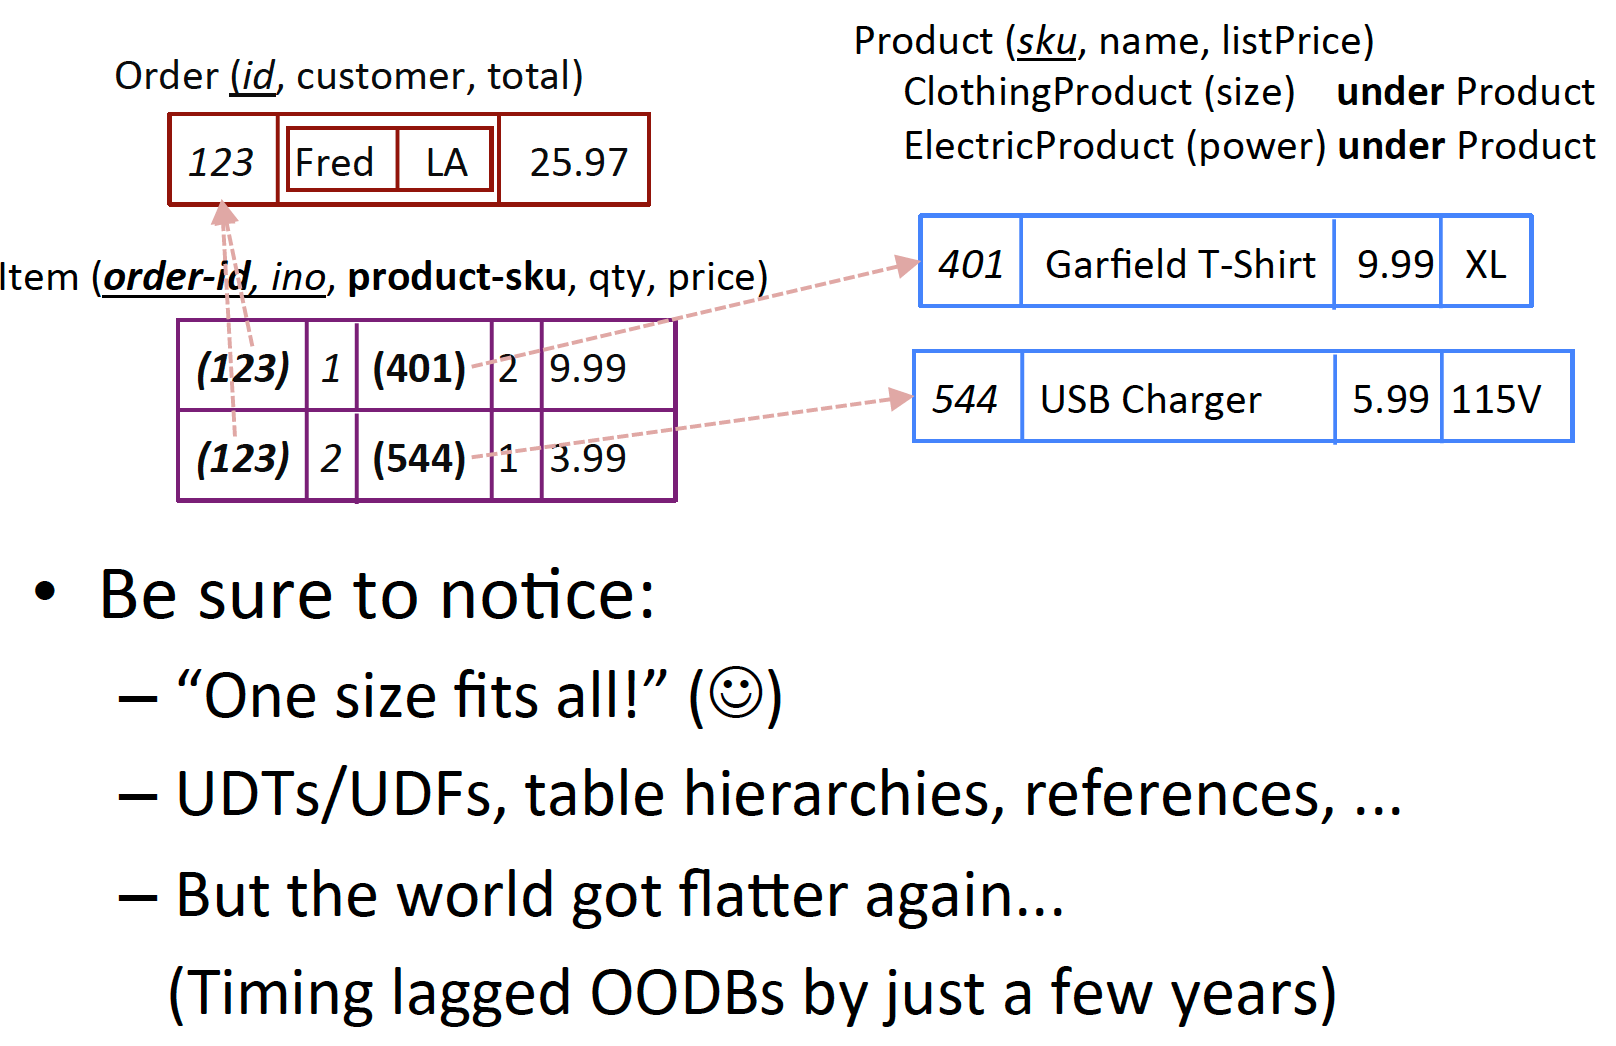 Order (id, customer, total)
123 Fred LA 25.97
Item (order-id, ino, product-sku, qty, price)
(123) 1 (401) 2 9.99
(123) 2 (544) 1 3.99
Product (sku, name, listPrice)
ClothingProduct (size) under Product
ElectricProduct (power) under Product
401 Garfield T-Shirt 9.99 XL
544 USB Charger 5.99 115V
• Be sure to notice:
– “One size fits all!” (☺)
– UDTs/UDFs, table hierarchies, references, ...
– But the world got flatter again...
(Timing lagged OODBs by just a few years)